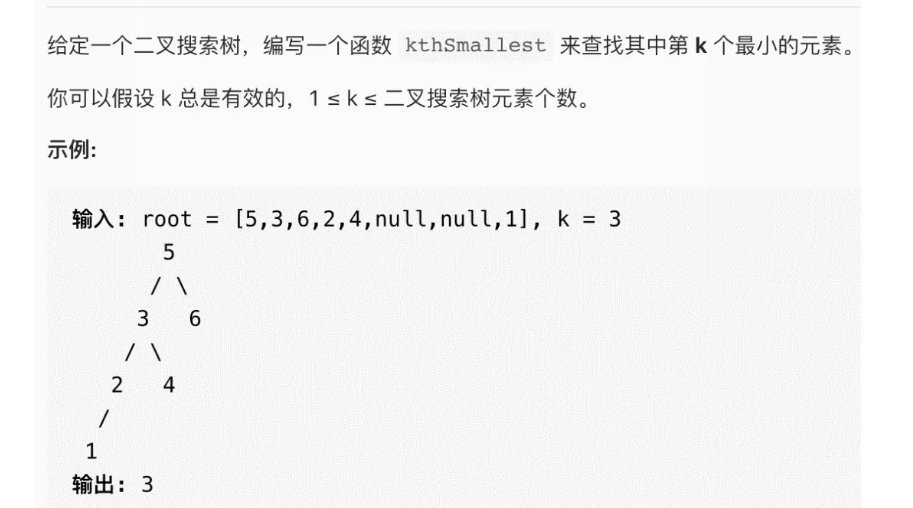 给定一个二叉搜索树，编写一个函数 kthSmallest 来查找其中第 k 个最小的元素。
你可以假设 k 总是有效的，1 ≤ k ≤ 二叉搜索树元素个数。
示例:
输入: root = [5,3,6,2,4,null,null,1], k = 3
5
/ \
3 6
/ \
2 4
/
1
输出: 3